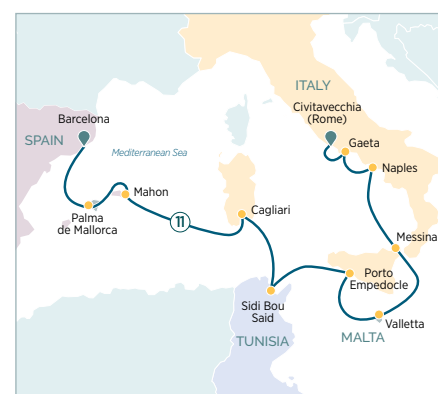 ITALY
Civitavecchia
(Rome)
Gaeta
Naples
Barcelona
SPAIN
Mediterranean Sea
Mahon
Palma
de Mallorca
11
Cagliari
Messina
Porto
Empedocle
Sidi Bou
Said
Valletta
TUNISIA
MALTA